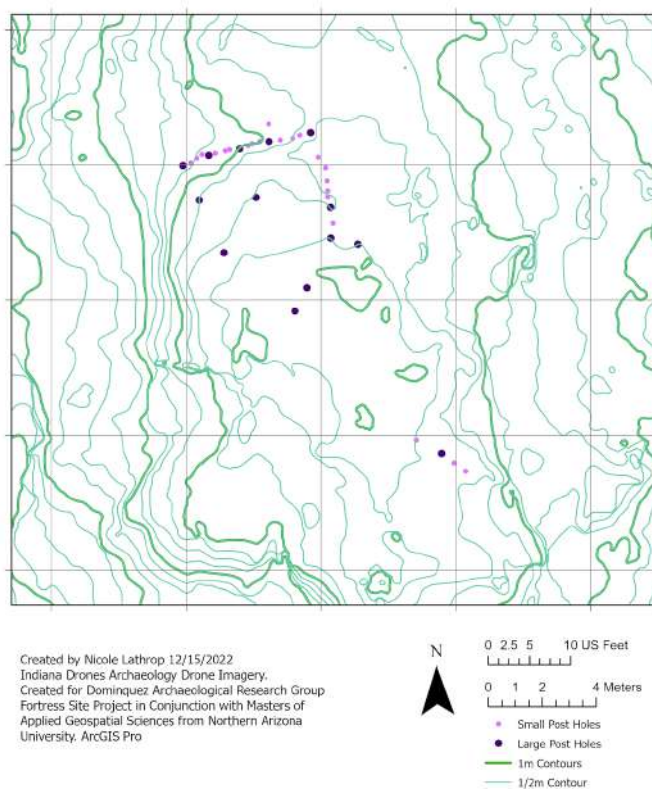 Created by Nicole Lathrop 12/15/2022
Indiana Drones Archaeology Drone Imagery.
Created for Dominquez Archaeological Research Group
Fortress Site Project in Conjunction with Masters of
Applied Geospatial Sciences from Northern Arizona
University. ArcGIS Pro
N
0 2.5 5 10 US Feet
0 1 2 4 Meters
Small Post Holes
Large Post Holes
1m Contours
1/2m Contour